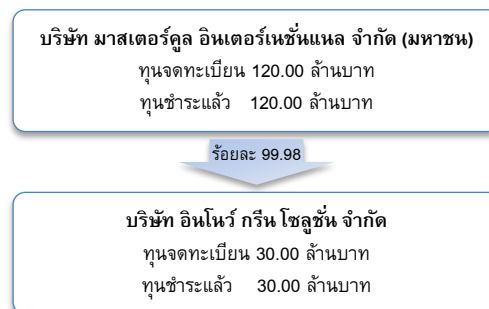 บริษัท มาสเตอร์คูล อินเตอร์เนชั่นแนล จำกัด (มหาชน)
ทุนจดทะเบียน 120.00 ล้านบาท
ทุนชำระแล้ว 120.00 ล้านบาท
ร้อยละ 99.98
บริษัท อินโนว์ กรีน โซลูชั่น จำกัด
ทุนจดทะเบียน 30.00 ล้านบาท
ทุนชำระแล้ว 30.00 ล้านบาท